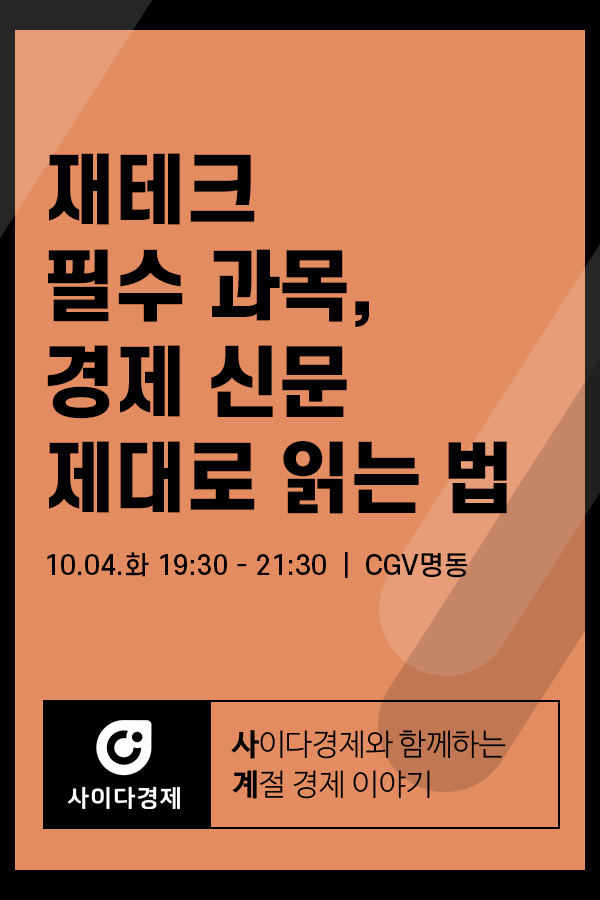 재테크
필수 과목,
경제 신문
제대로 읽는 법
10.04.화 19:30 - 21:30 | CGV명동
사이다경제
사이다경제와 함께하는
계절 경제 이야기